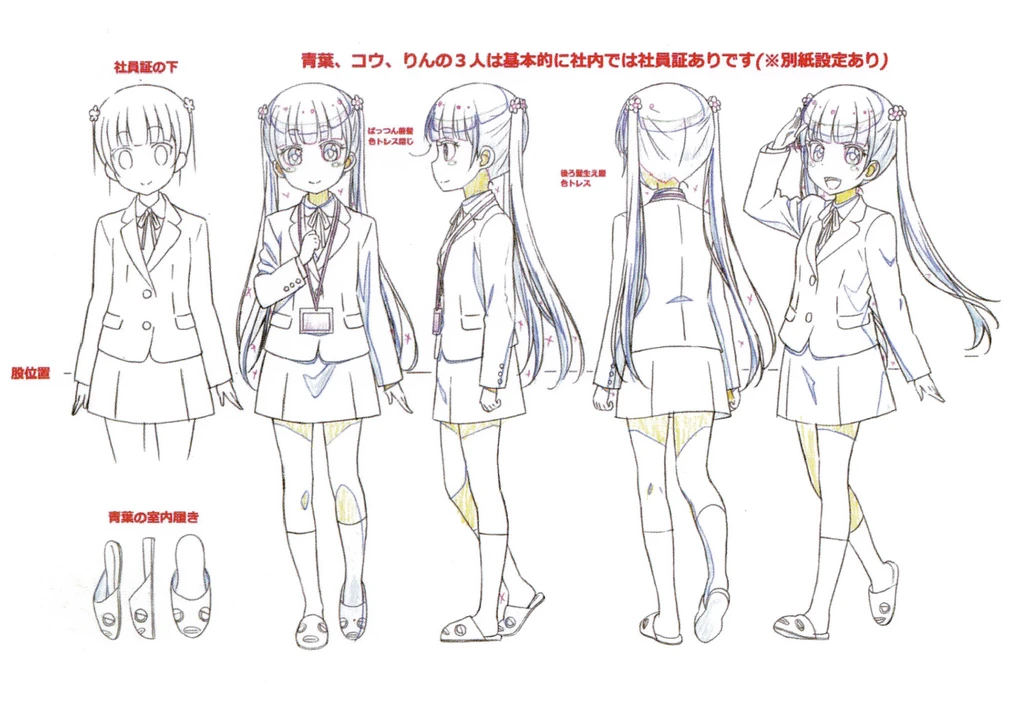 青葉、コウ、りんの３人は基本的に社内では社員証ありです(※別紙設定あり)
社員証の下
ぱっつん前髪
色トレス閉じ
後ろ髪生え際
色トレス
股位置
青葉の室内履き